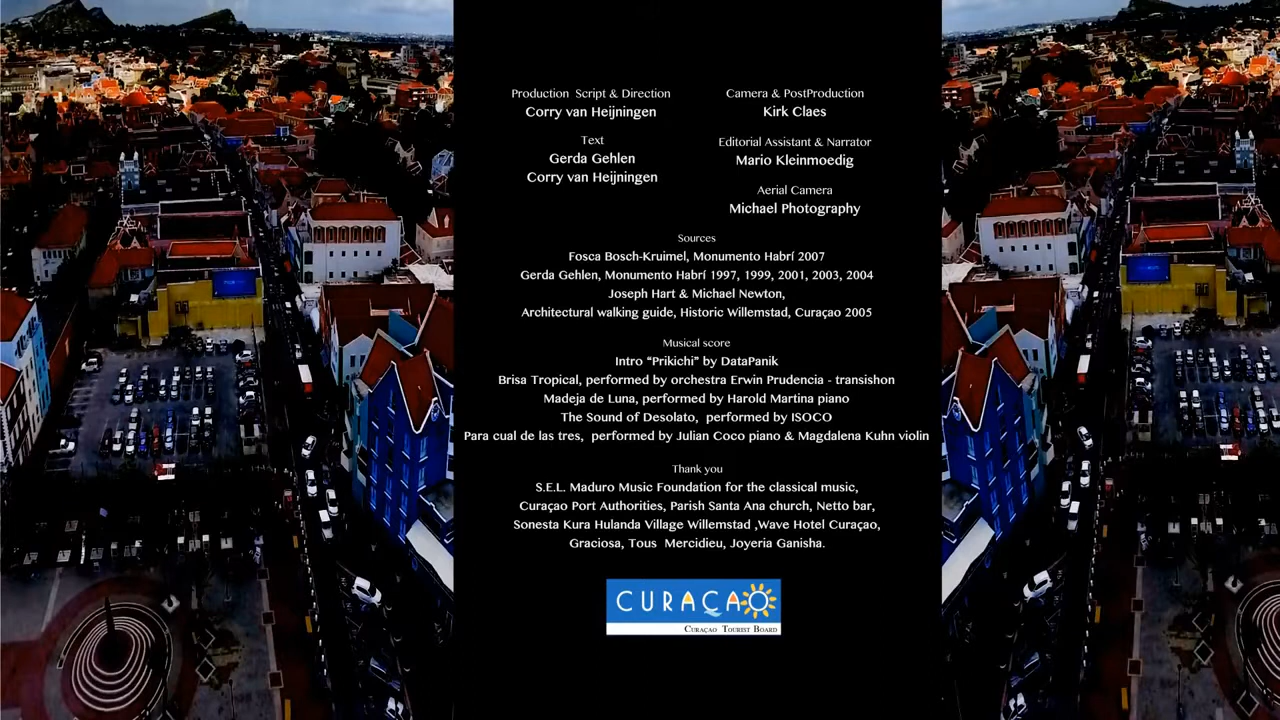 Production Script & Direction
Corry van Heijningen
Text
Gerda Gehlen
Corry van Heijningen
Camera & PostProduction
Kirk Claes
Editorial Assistant & Narrator
Mario Kleinmoedig
Aerial Camera
Michael Photography
Sources
Fosca Bosch-Kruimel, Monumento Habrí 2007
Gerda Gehlen, Monumento Habrí 1997, 1999, 2001, 2003, 2004
Joseph Hart & Michael Newton,
Architectural walking guide, Historic Willemstad, Curaçao 2005
Musical score
Intro “Prikichi” by DataPanik
Brisa Tropical, performed by orchestra Erwin Prudencia - transishon
Madeja de Luna, performed by Harold Martina piano
The Sound of Desolato, performed by ISOCO
Para cual de las tres, performed by Julian Coco piano & Magdalena Kuhn violin
Thank you
S.E.L. Maduro Music Foundation for the classical music,
Curaçao Port Authorities, Parish Santa Ana church, Netto bar,
Sonesta Kura Hulanda Village Willemstad ,Wave Hotel Curaçao,
Graciosa, Tous Mercidieu, Joyeria Ganisha.
CURAÇAO
CURAÇAO TOURIST BOARD